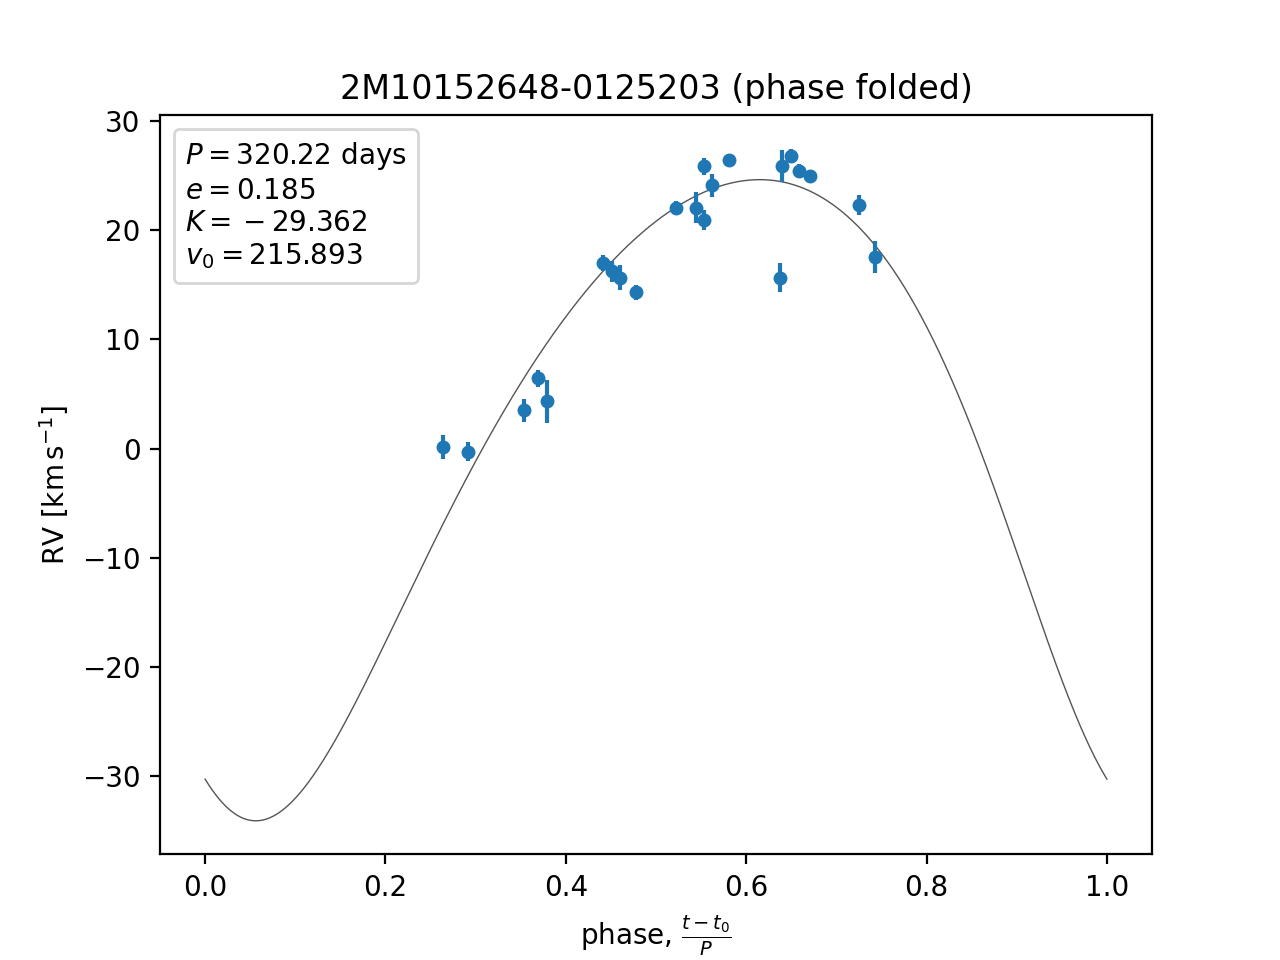 2M10152648-0125203 (phase folded)
P = 320.22 days
e = 0.185
K = −29.362
v₀ = 215.893
30
20
10
0
−10
−20
−30
RV [km s⁻¹]
0.0 0.2 0.4 0.6 0.8 1.0
phase, (t − t₀)/P